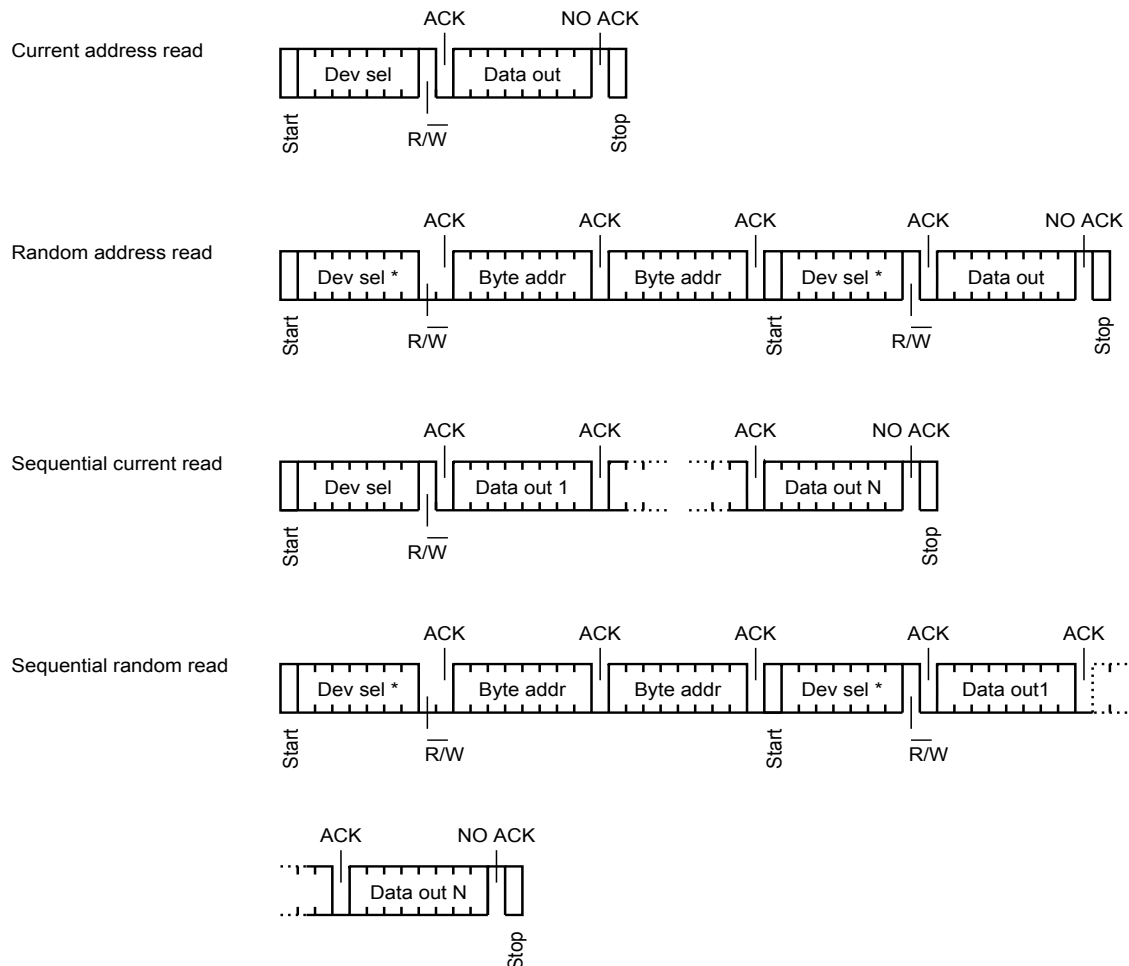 ACK NO ACK
Current address read
Dev sel Data out
Start R/W̅ Stop
ACK ACK ACK ACK NO ACK
Random address read
Dev sel * Byte addr Byte addr Dev sel * Data out
Start R/W̅ Start R/W̅ Stop
ACK ACK ACK NO ACK
Sequential current read
Dev sel Data out 1 Data out N
Start R/W̅ Stop
ACK ACK ACK ACK ACK
Sequential random read
Dev sel * Byte addr Byte addr Dev sel * Data out1
Start R̅/W Start R̅/W
ACK NO ACK
Data out N
Stop